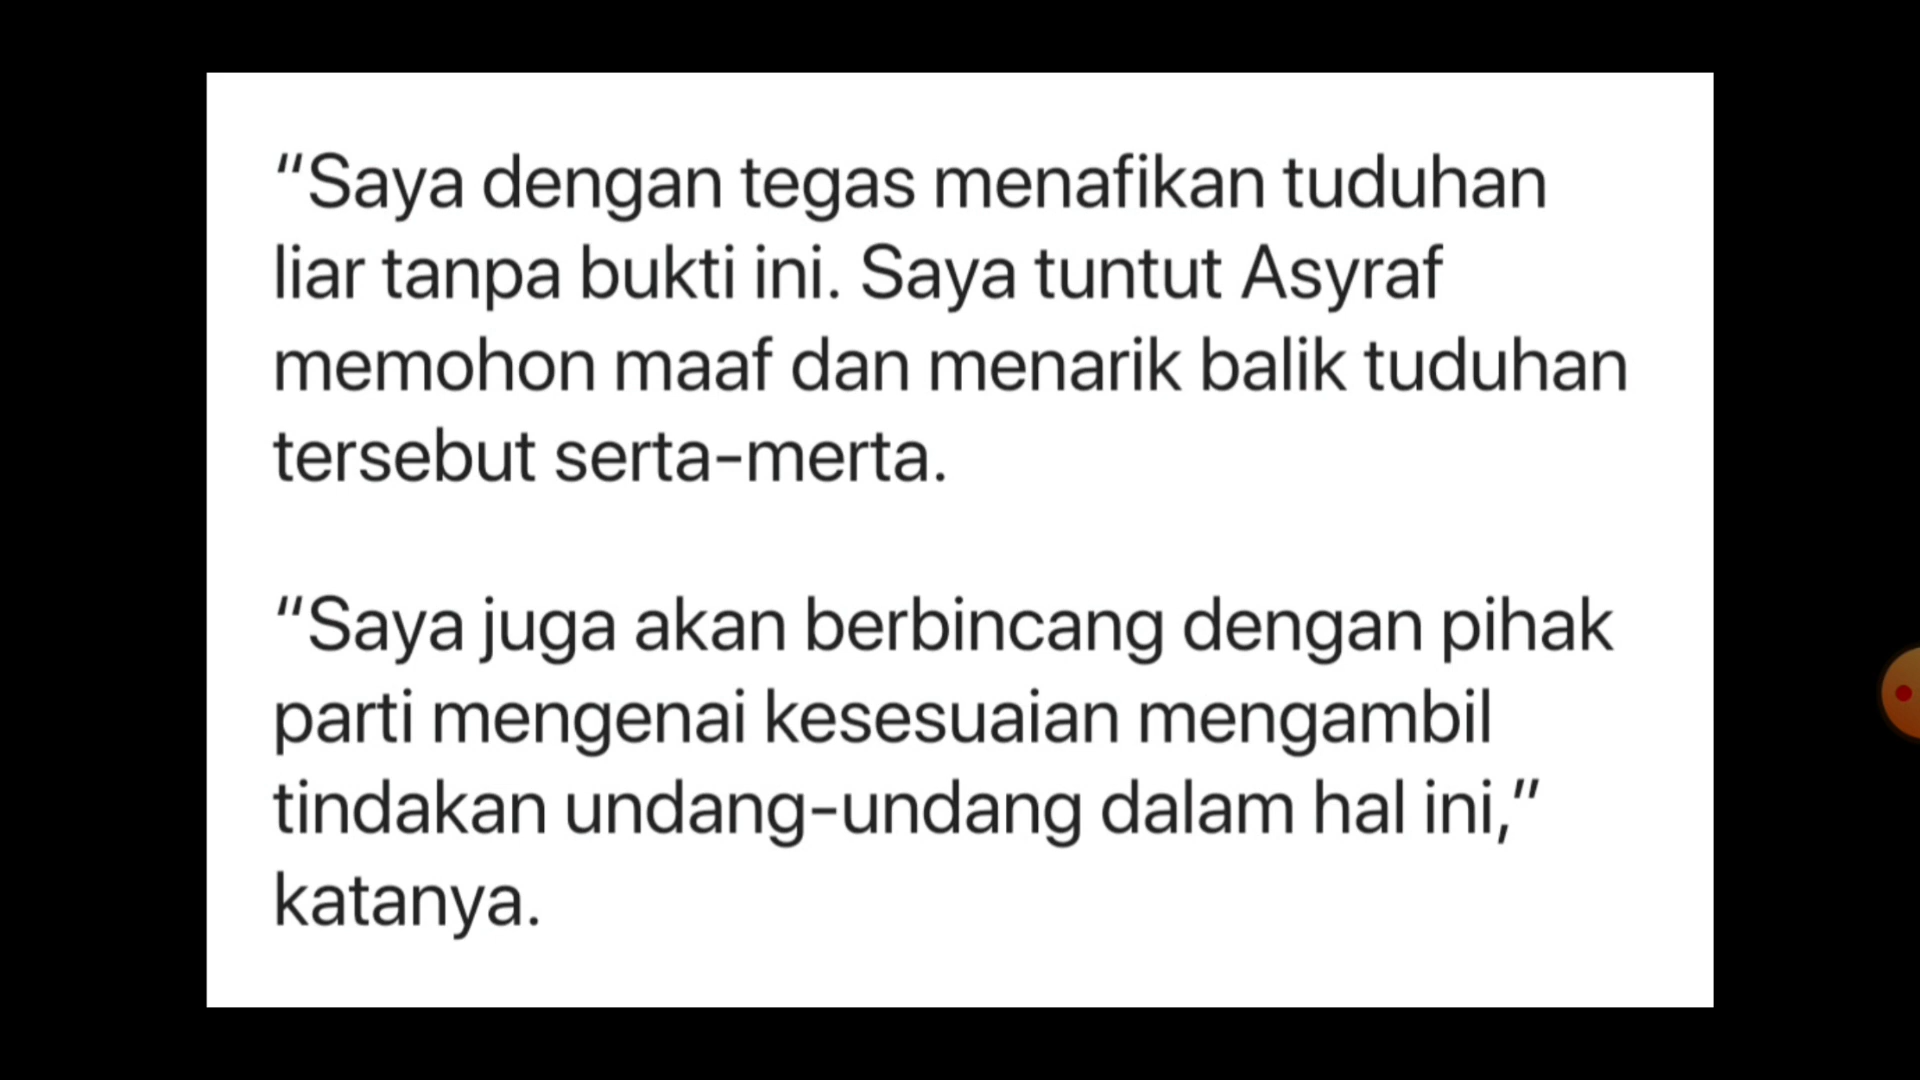 “Saya dengan tegas menafikan tuduhan
liar tanpa bukti ini. Saya tuntut Asyraf
memohon maaf dan menarik balik tuduhan
tersebut serta-merta.
“Saya juga akan berbincang dengan pihak
parti mengenai kesesuaian mengambil
tindakan undang-undang dalam hal ini,”
katanya.